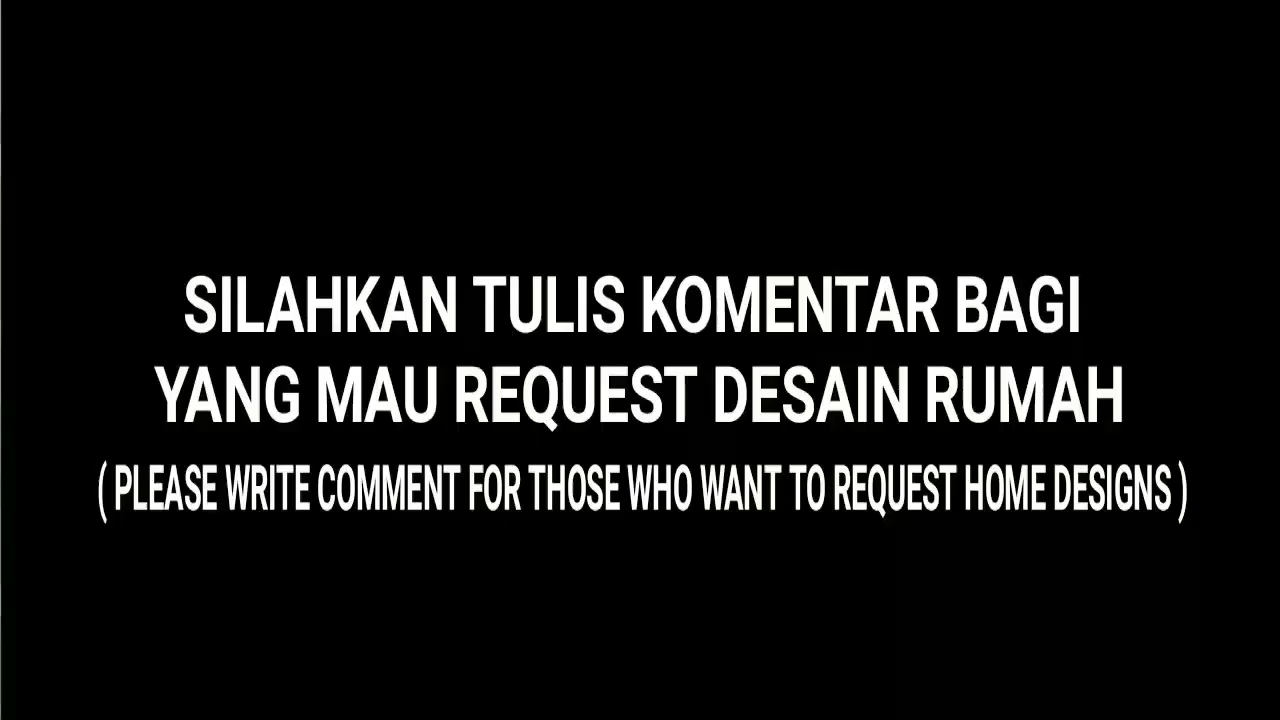 SILAHKAN TULIS KOMENTAR BAGI
YANG MAU REQUEST DESAIN RUMAH
( PLEASE WRITE COMMENT FOR THOSE WHO WANT TO REQUEST HOME DESIGNS )